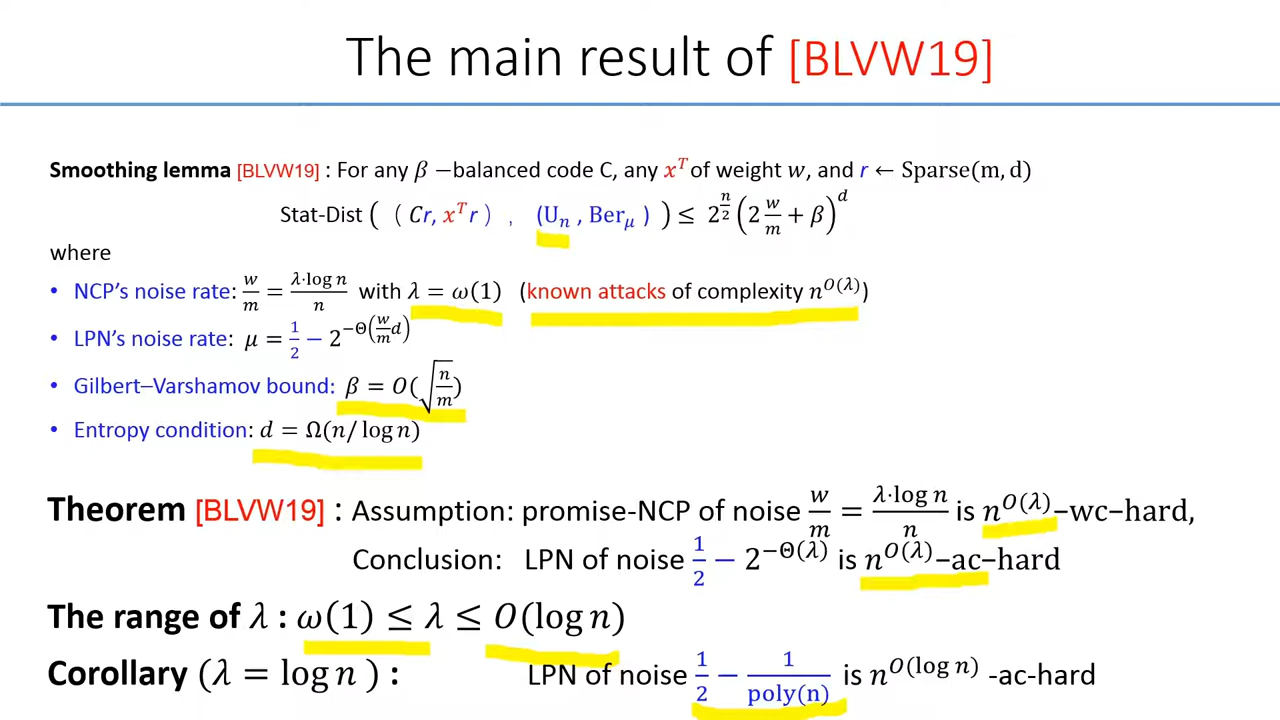 The main result of [BLVW19]
Smoothing lemma [BLVW19] : For any β −balanced code C, any xᵀ of weight w, and r ← Sparse(m, d)
Stat-Dist ( ( Cr, xᵀr ) , (Uₙ , Ber_μ ) ) ≤ 2^(n/2) (2 w/m + β)^d
where
• NCP's noise rate: w/m = λ·log n / n with λ = ω(1) (known attacks of complexity n^O(λ))
• LPN's noise rate: μ = 1/2 − 2^(−Θ(w/m d))
• Gilbert–Varshamov bound: β = O(√(n/m))
• Entropy condition: d = Ω(n/ log n)
Theorem [BLVW19] : Assumption: promise-NCP of noise w/m = λ·log n / n is n^O(λ)−wc−hard,
Conclusion: LPN of noise 1/2 − 2^(−Θ(λ)) is n^O(λ)−ac−hard
The range of λ : ω(1) ≤ λ ≤ O(log n)
Corollary (λ = log n ) : LPN of noise 1/2 − 1/poly(n) is n^O(log n) -ac-hard